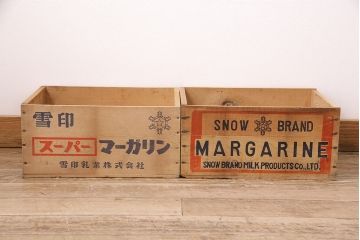 雪印
スーパー マーガリン
雪印乳業株式会社
SNOW BRAND
MARGARINE
SNOW BRAND MILK PRODUCTS CO., LTD.